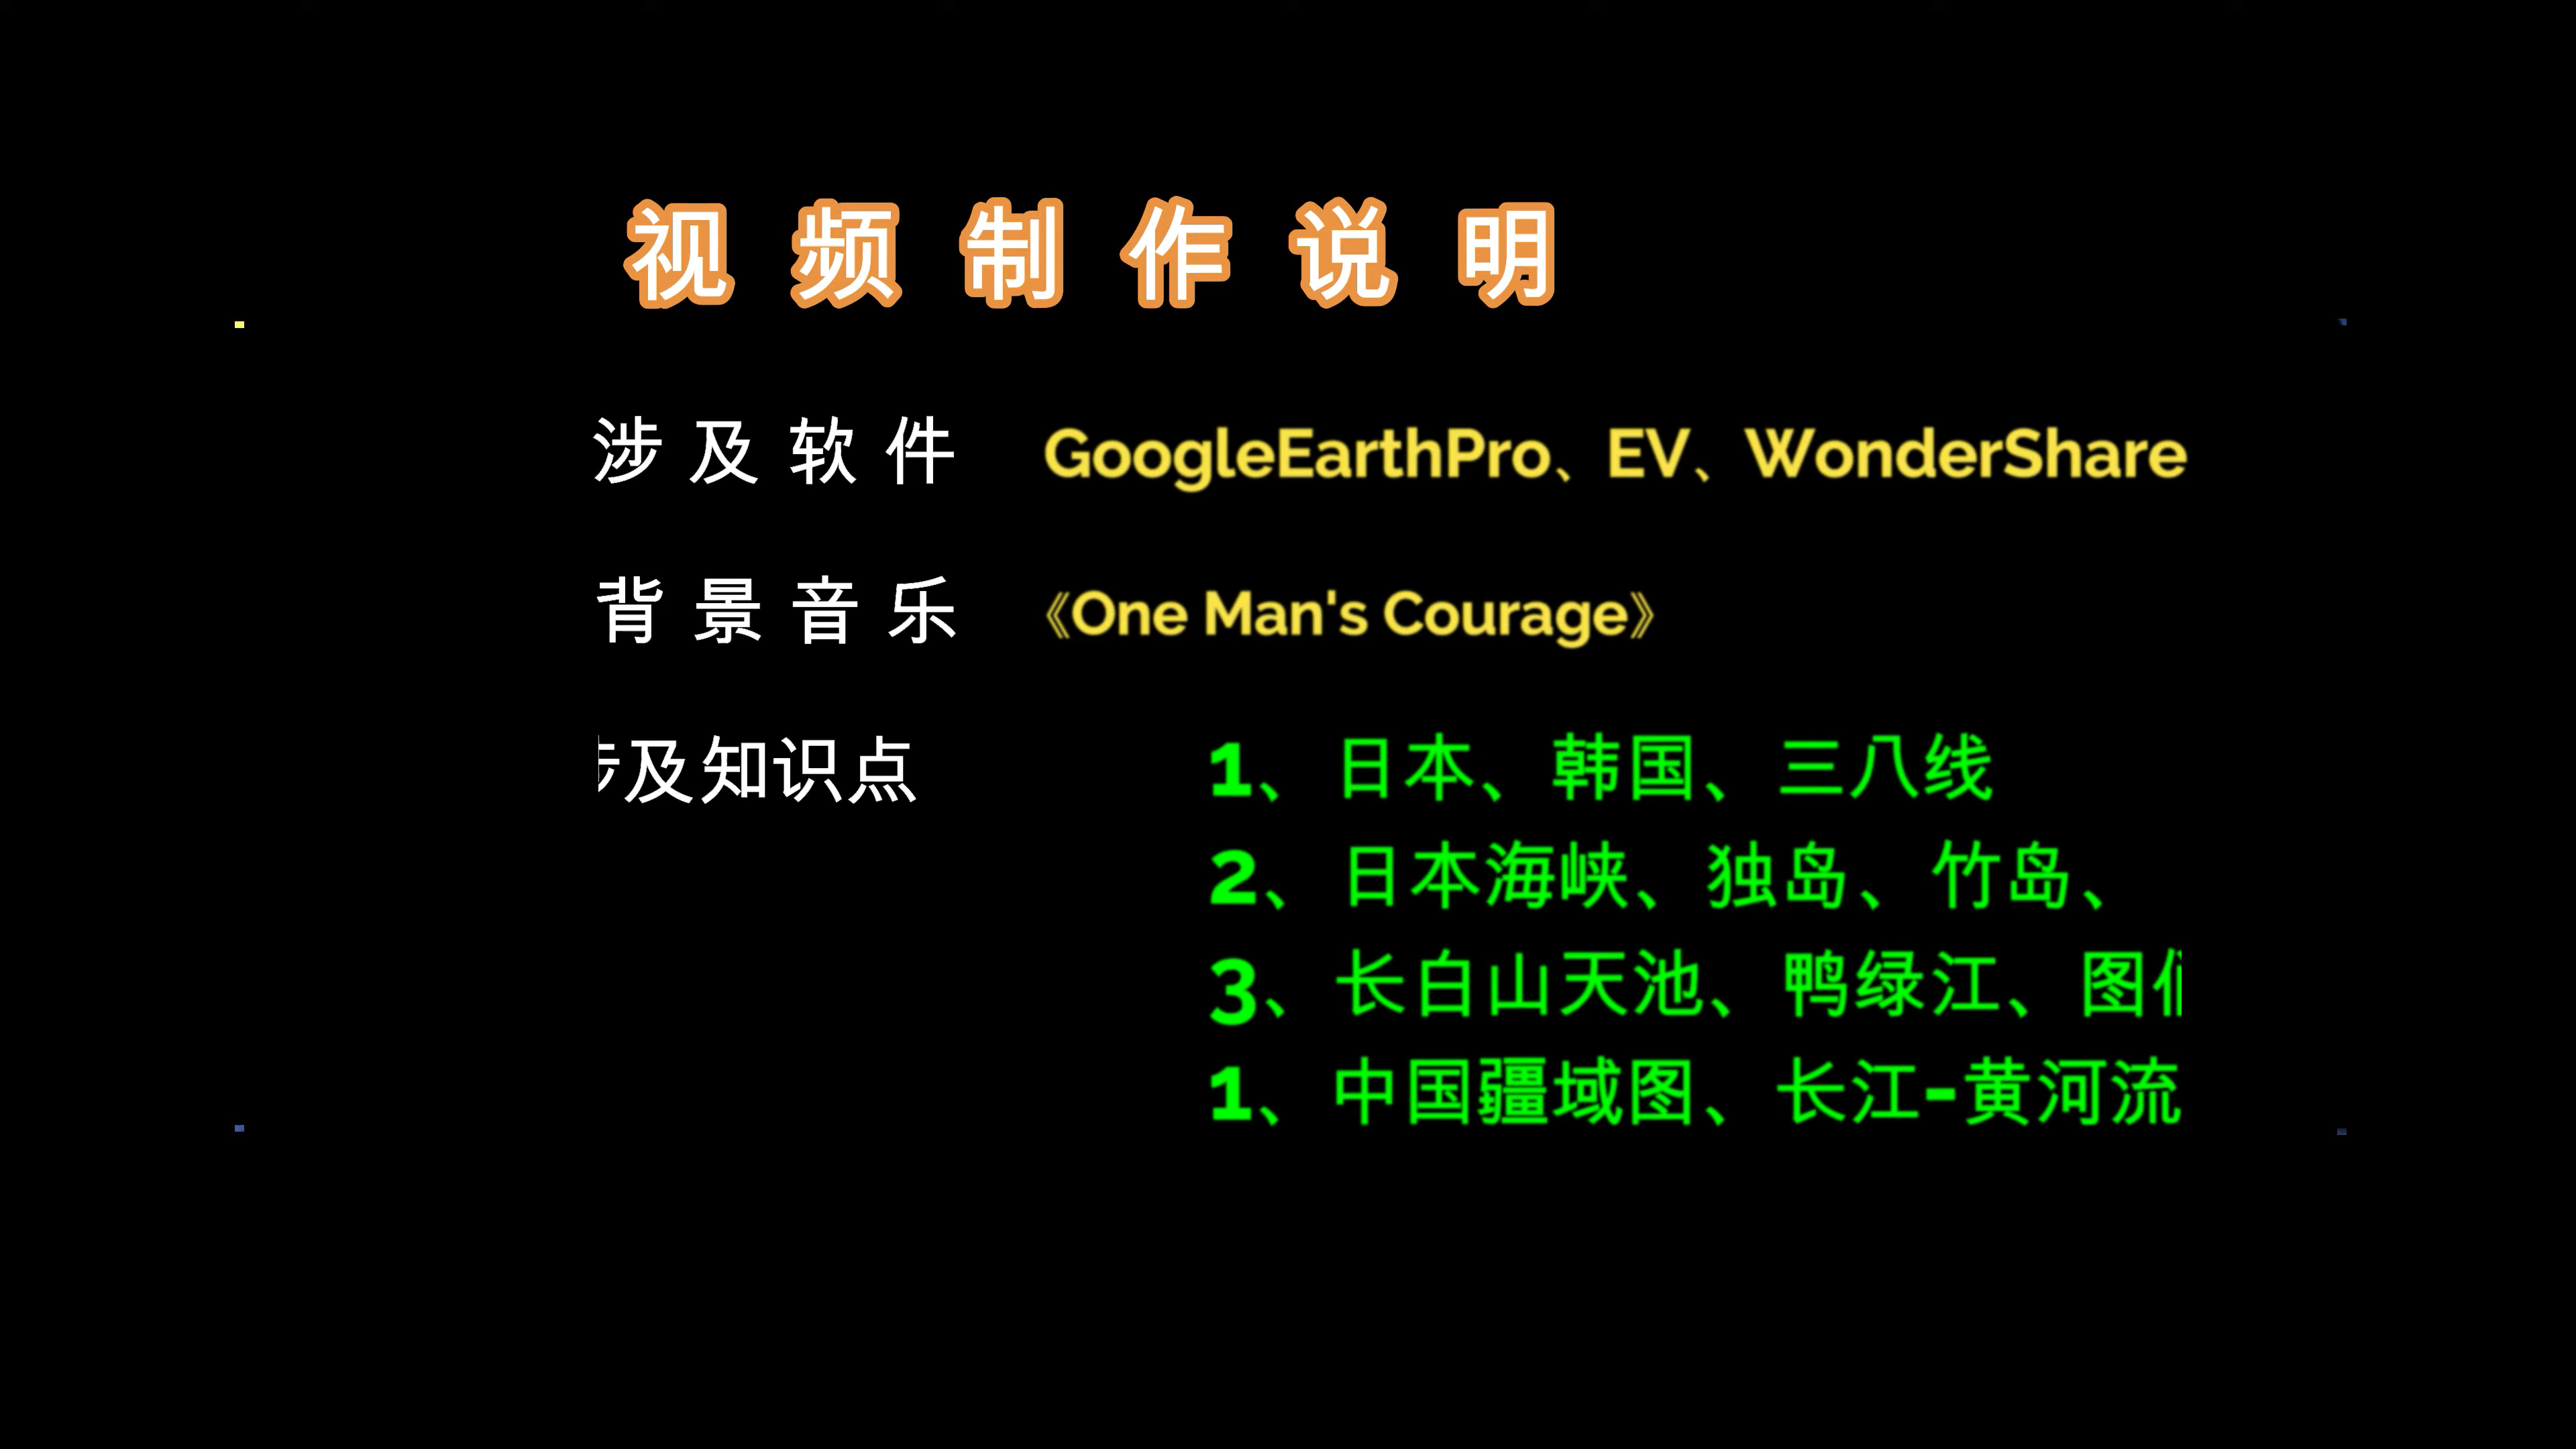 视频制作说明
涉及软件 GoogleEarthPro、EV、WonderShare
背景音乐 《One Man's Courage》
及知识点 1、日本、韩国、三八线
2、日本海峡、独岛、竹岛、
3、长白山天池、鸭绿江、图
1、中国疆域图、长江-黄河流